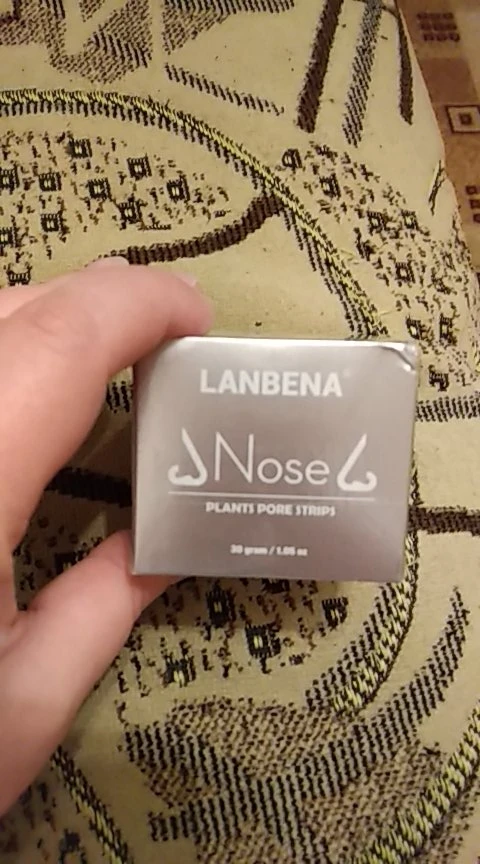 LANBENA
Nose
PLANTS PORE STRIPS
30 gram / 1.05 oz